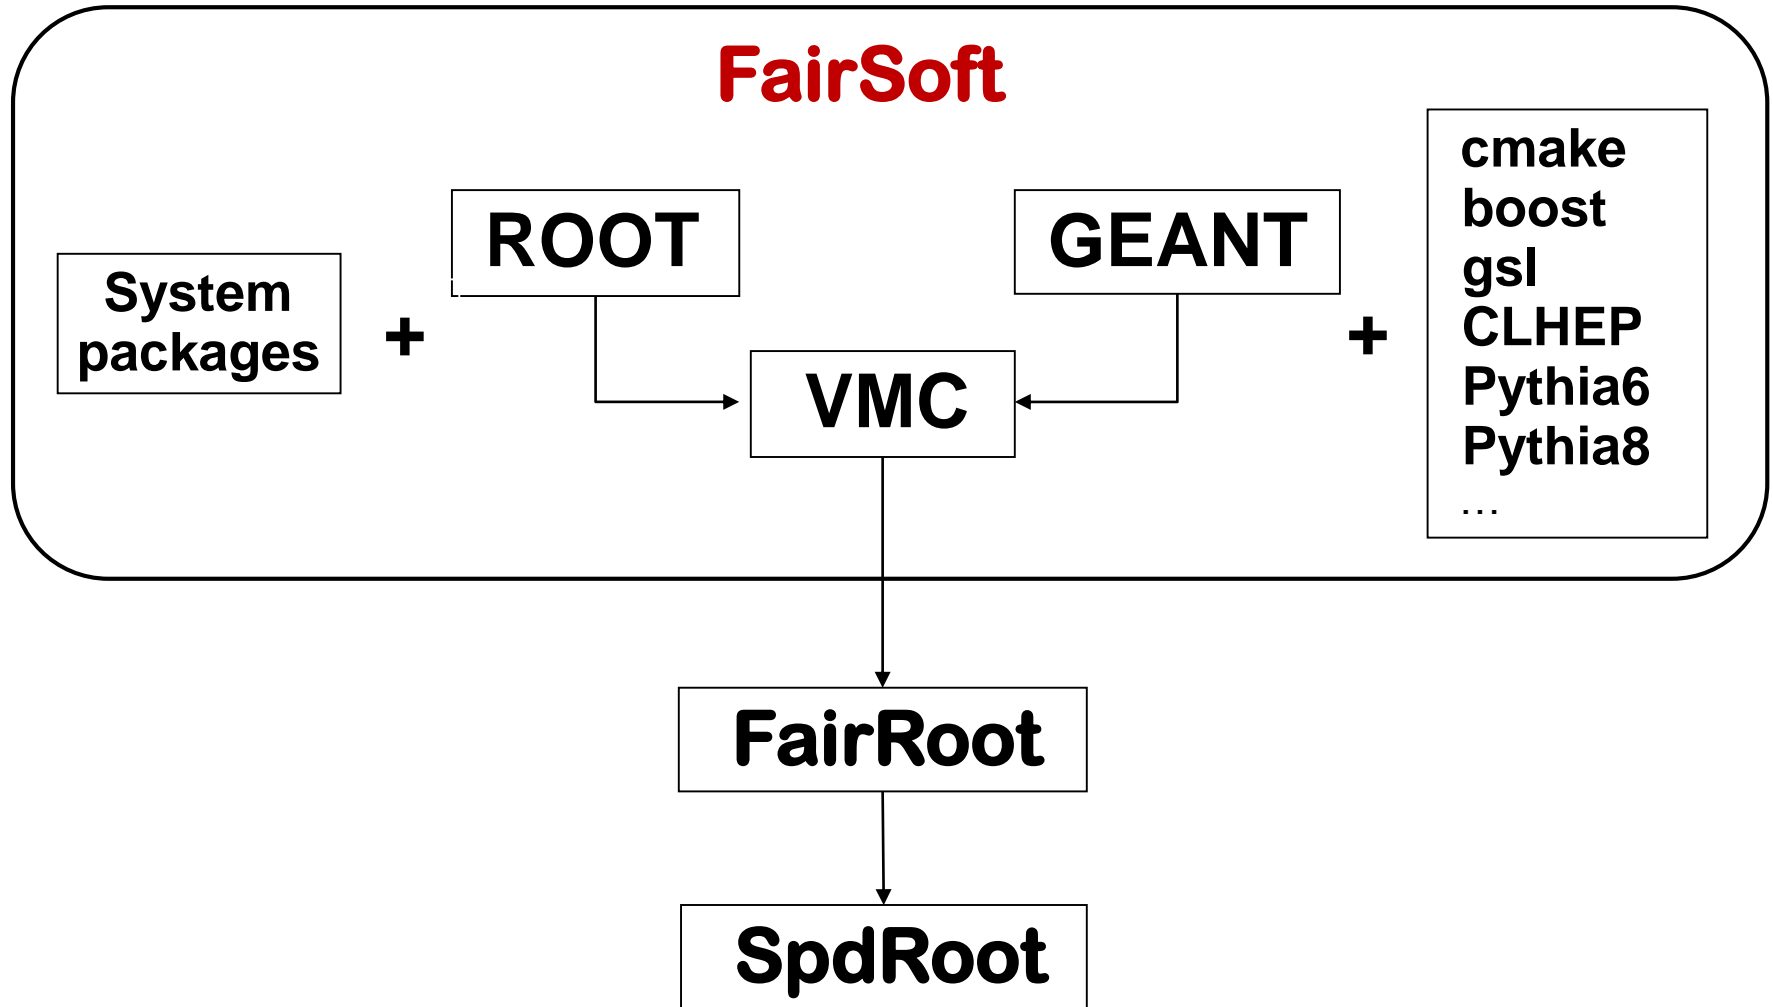 FairSoft
System
packages
+
ROOT
VMC
GEANT
+
cmake
boost
gsl
CLHEP
Pythia6
Pythia8
...
FairRoot
SpdRoot